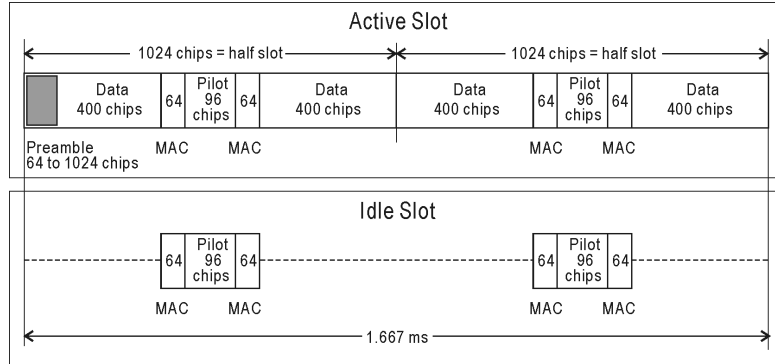 Active Slot
1024 chips = half slot
1024 chips = half slot
Data
400 chips
64
Pilot
96
chips
64
Data
400 chips
Data
400 chips
64
Pilot
96
chips
64
Data
400 chips
Preamble
64 to 1024 chips
MAC
MAC
MAC
MAC
Idle Slot
64
Pilot
96
chips
64
64
Pilot
96
chips
64
MAC
MAC
MAC
MAC
1.667 ms